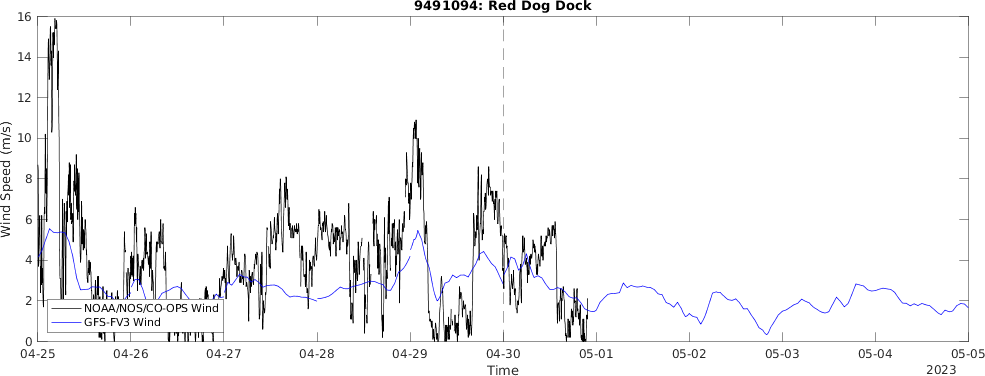 9491094: Red Dog Dock
16
14
12
10
8
6
4
2
0
Wind Speed (m/s)
NOAA/NOS/CO-OPS Wind
GFS-FV3 Wind
04-25 04-26 04-27 04-28 04-29 04-30 05-01 05-02 05-03 05-04 05-05
Time
2023